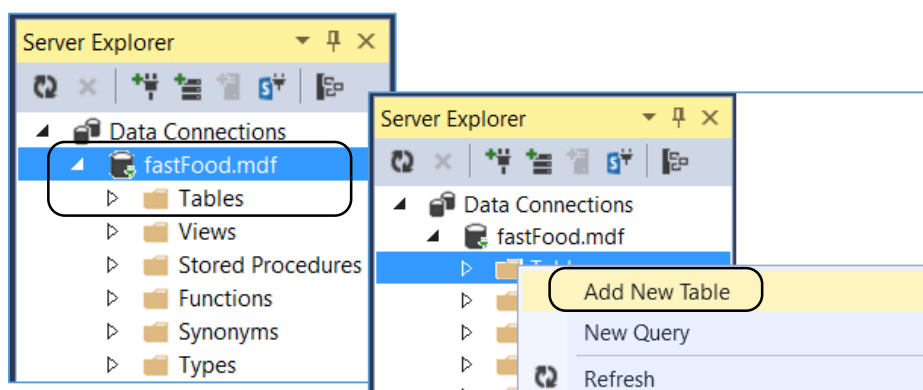 Server Explorer
Data Connections
fastFood.mdf
Tables
Views
Stored Procedures
Functions
Synonyms
Types
Server Explorer
Data Connections
fastFood.mdf
Add New Table
New Query
Refresh